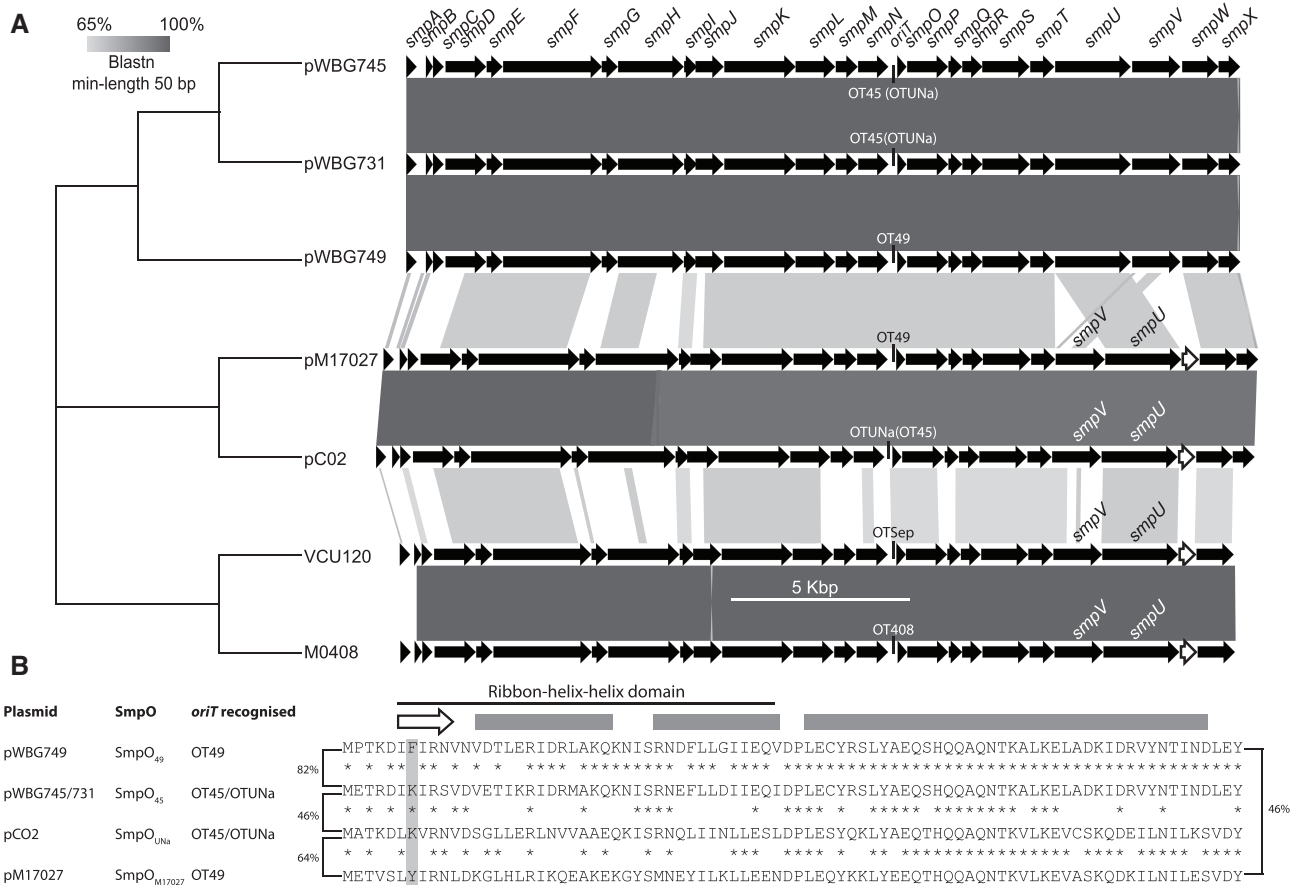 A
65% 100%
Blastn
min-length 50 bp
smpA smpB smpC smpD smpE smpF smpG smpH smpI smpJ smpK smpL smpM smpN oriT smpO smpP smpQ smpR smpS smpT smpU smpV smpW smpX
pWBG745
OT45 (OTUNa)
OT45(OTUNa)
pWBG731
OT49
pWBG749
smpV smpU
OT49
pM17027
smpV smpU
OTUNa(OT45)
pC02
smpV smpU
OTSep
VCU120
5 Kbp
smpV smpU
OT408
M0408
B
Ribbon-helix-helix domain
Plasmid SmpO oriT recognised
pWBG749 SmpO49 OT49 MPTKDIFIRNVNVDTLERIDRLAKQKNISRNDFLLGIIEQVDPLECYRSLYAEQSHQQAQNTKALKELADKIDRVYNTINDLEY
82%
pWBG745/731 SmpO45 OT45/OTUNa METRDIKIRSVDVETIKRIDRMAKQKNISRNEFLLDIIEQIDPLECYRSLYAEQSHQQAQNTKALKELADKIDRVYNTINDLEY
46% 46%
pCO2 SmpOUNa OT45/OTUNa MATKDLKVRNVDSGLLERLNVVAAEQKISRNQLIINLLESLDPLESYQKLYAEQTHQQAQNTKVLKEVCSKQDEILNILKSVDY
64%
pM17027 SmpOM17027 OT49 METVSLYIRNLDKGLHLRIKQEAKEKGYSMNEYILKLLEENDPLEQYKKLYEEQTHQQAQNTKVLKEVASKQDKILNILESVDY